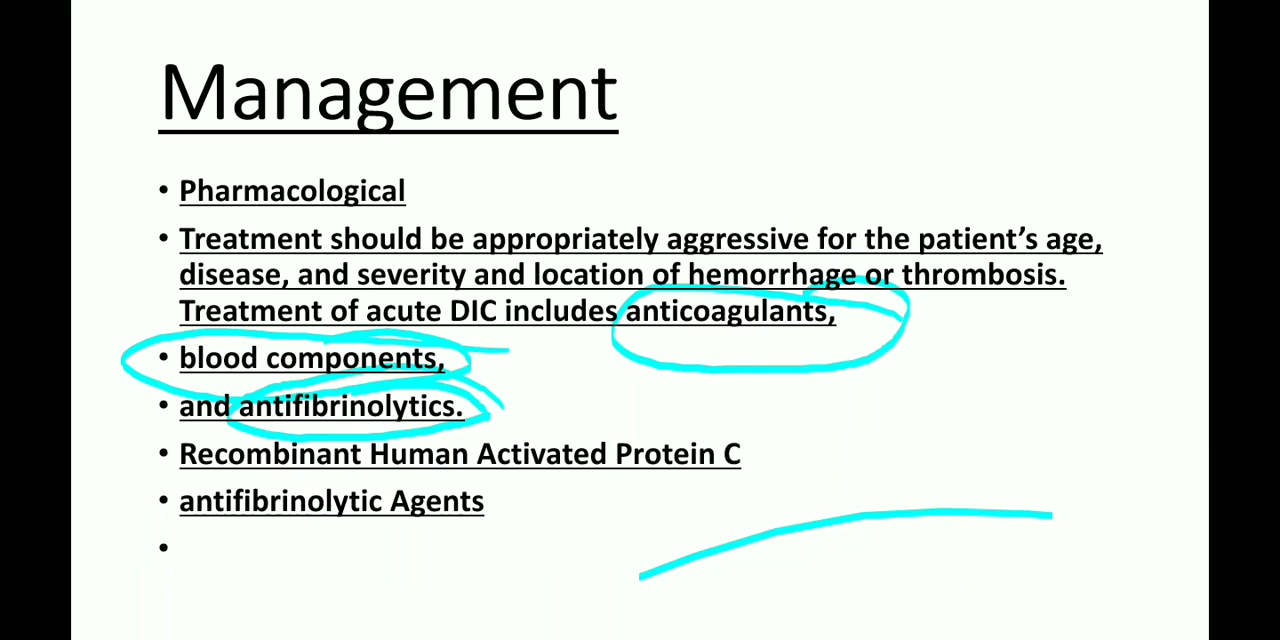 Management
• Pharmacological
• Treatment should be appropriately aggressive for the patient’s age,
disease, and severity and location of hemorrhage or thrombosis.
Treatment of acute DIC includes anticoagulants,
• blood components,
• and antifibrinolytics.
• Recombinant Human Activated Protein C
• antifibrinolytic Agents
•